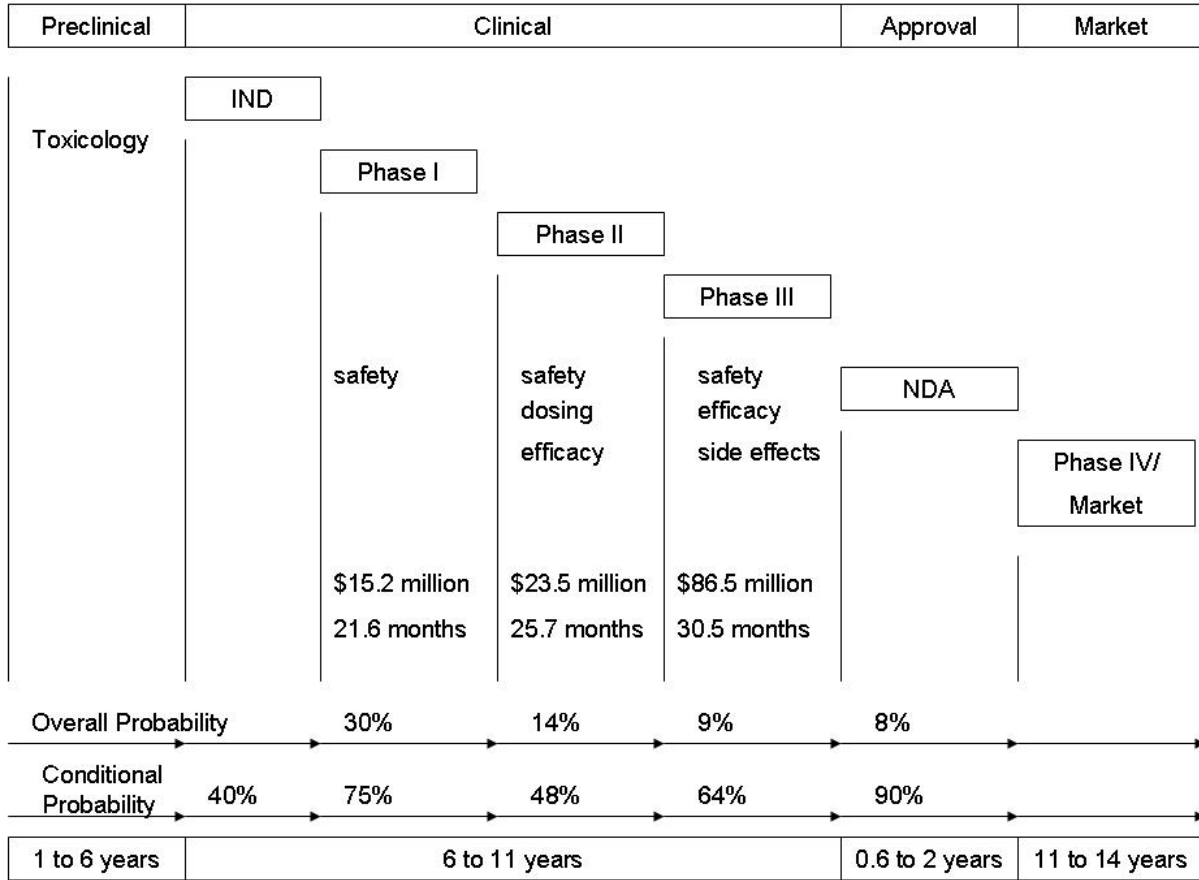 Preclinical Clinical Approval Market
IND
Toxicology
Phase I
Phase II
Phase III
safety safety safety
NDA
dosing efficacy
efficacy side effects
Phase IV/
Market
$15.2 million $23.5 million $86.5 million
21.6 months 25.7 months 30.5 months
Overall Probability 30% 14% 9% 8%
Conditional
Probability 40% 75% 48% 64% 90%
1 to 6 years 6 to 11 years 0.6 to 2 years 11 to 14 years